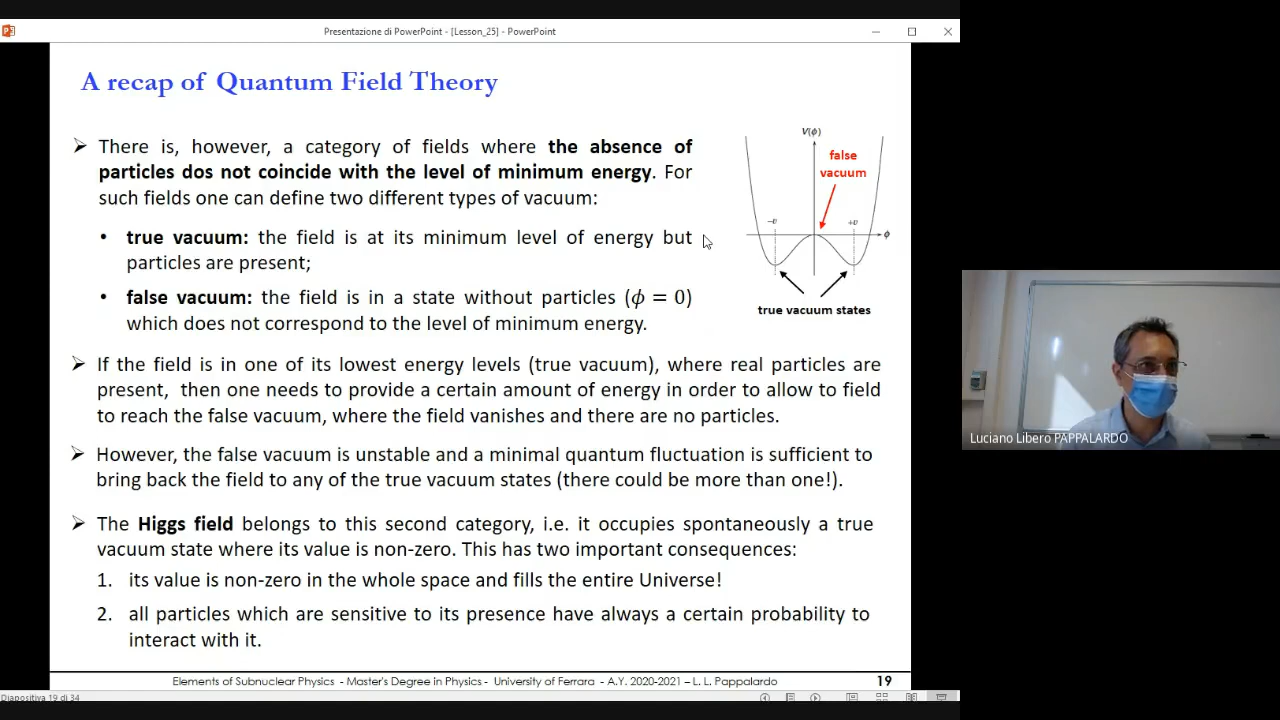 Presentazione di PowerPoint - [Lesson_25] - PowerPoint
A recap of Quantum Field Theory
There is, however, a category of fields where the absence of
particles dos not coincide with the level of minimum energy. For
such fields one can define two different types of vacuum:
• true vacuum: the field is at its minimum level of energy but
particles are present;
• false vacuum: the field is in a state without particles (ϕ = 0)
which does not correspond to the level of minimum energy.
V(ϕ)
false
vacuum
−υ
+υ
ϕ
true vacuum states
If the field is in one of its lowest energy levels (true vacuum), where real particles are
present, then one needs to provide a certain amount of energy in order to allow to field
to reach the false vacuum, where the field vanishes and there are no particles.
However, the false vacuum is unstable and a minimal quantum fluctuation is sufficient to
bring back the field to any of the true vacuum states (there could be more than one!).
The Higgs field belongs to this second category, i.e. it occupies spontaneously a true
vacuum state where its value is non-zero. This has two important consequences:
1. its value is non-zero in the whole space and fills the entire Universe!
2. all particles which are sensitive to its presence have always a certain probability to
interact with it.
Elements of Subnuclear Physics - Master's Degree in Physics - University of Ferrara - A.Y. 2020-2021 – L. L. Pappalardo
19
Diapositiva 19 di 34
Luciano Libero PAPPALARDO